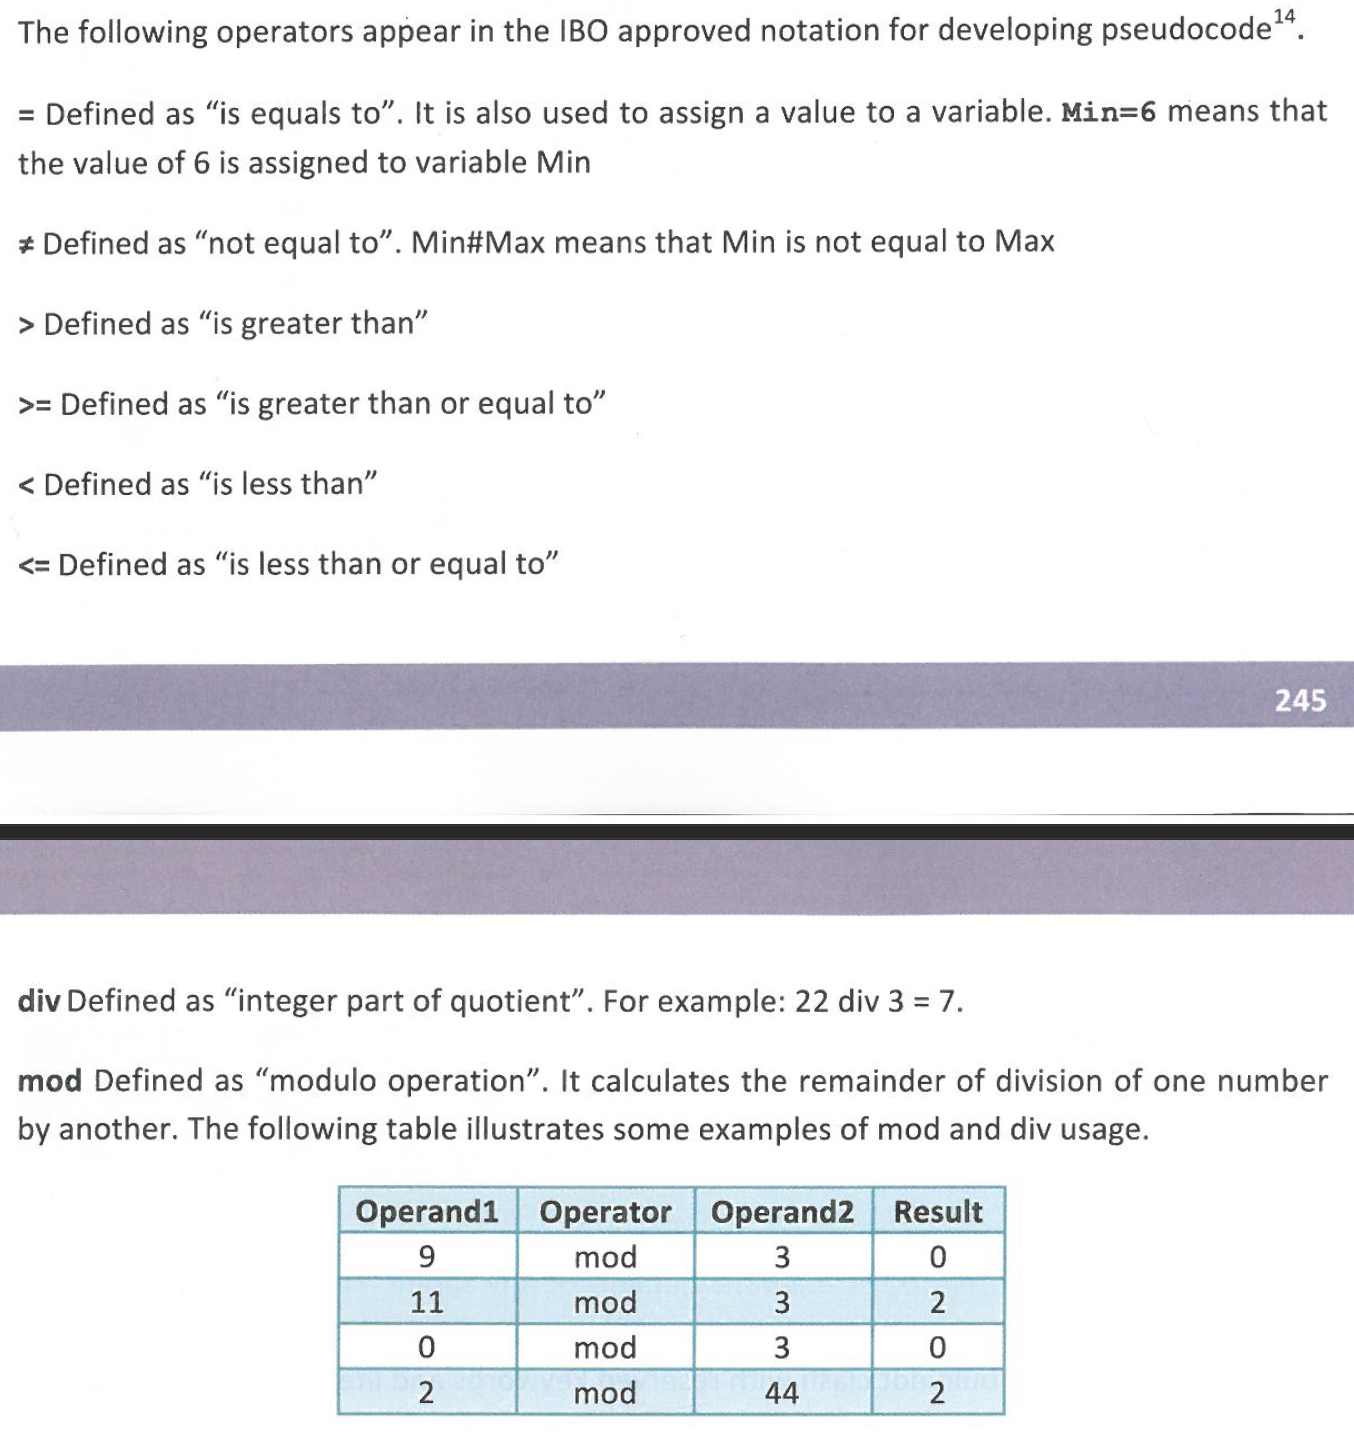 The following operators appear in the IBO approved notation for developing pseudocode14.
= Defined as “is equals to”. It is also used to assign a value to a variable. Min=6 means that
the value of 6 is assigned to variable Min
≠ Defined as “not equal to”. Min#Max means that Min is not equal to Max
> Defined as “is greater than”
>= Defined as “is greater than or equal to”
< Defined as “is less than”
<= Defined as “is less than or equal to”
245
div Defined as “integer part of quotient”. For example: 22 div 3 = 7.
mod Defined as “modulo operation”. It calculates the remainder of division of one number
by another. The following table illustrates some examples of mod and div usage.
Operand1 Operator Operand2 Result
9 mod 3 0
11 mod 3 2
0 mod 3 0
2 mod 44 2